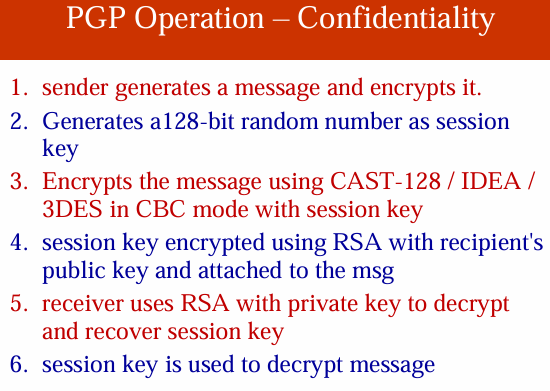 PGP Operation – Confidentiality
1. sender generates a message and encrypts it.
2. Generates a128-bit random number as session
key
3. Encrypts the message using CAST-128 / IDEA /
3DES in CBC mode with session key
4. session key encrypted using RSA with recipient's
public key and attached to the msg
5. receiver uses RSA with private key to decrypt
and recover session key
6. session key is used to decrypt message